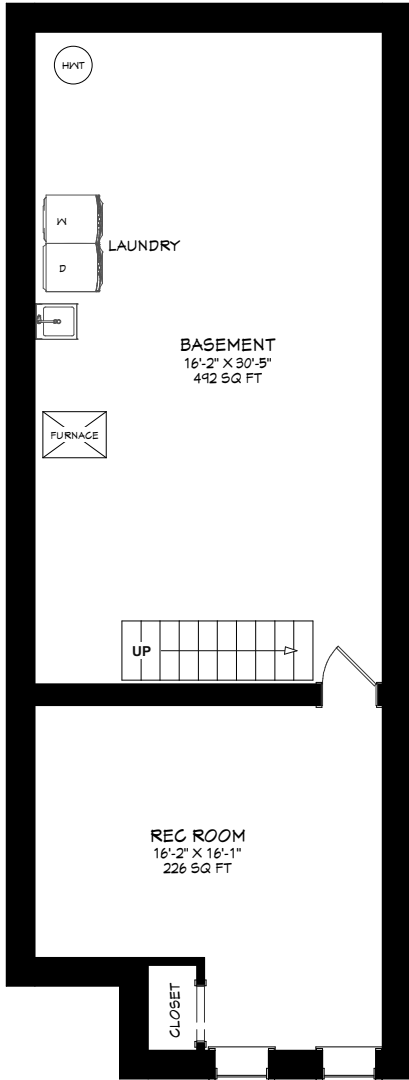 HWT
W
LAUNDRY
D
BASEMENT
16'-2" X 30'-5"
492 SQ FT
FURNACE
UP
REC ROOM
16'-2" X 16'-1"
226 SQ FT
CLOSET